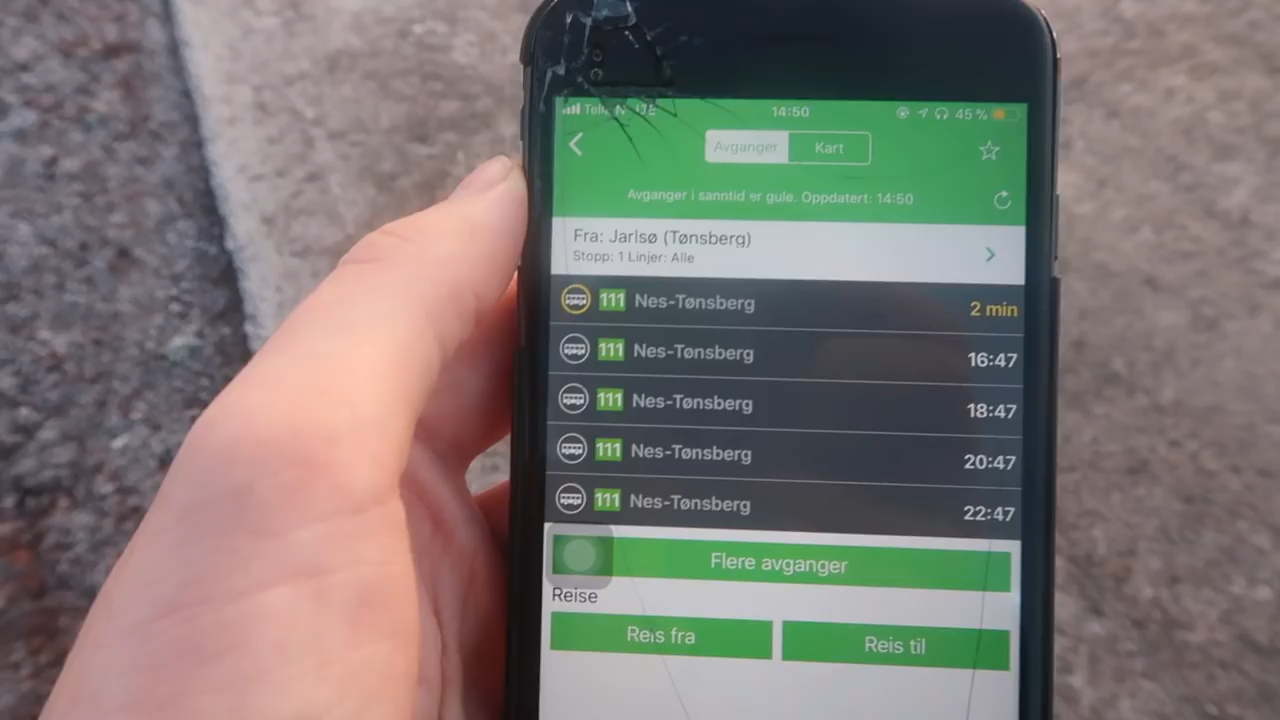 14:50
45 %
Avganger Kart
Avganger i sanntid er gule. Oppdatert: 14:50
Fra: Jarlsø (Tønsberg)
Stopp: 1 Linjer: Alle
111 Nes-Tønsberg 2 min
111 Nes-Tønsberg 16:47
111 Nes-Tønsberg 18:47
111 Nes-Tønsberg 20:47
111 Nes-Tønsberg 22:47
Flere avganger
Reise
Reis fra Reis til